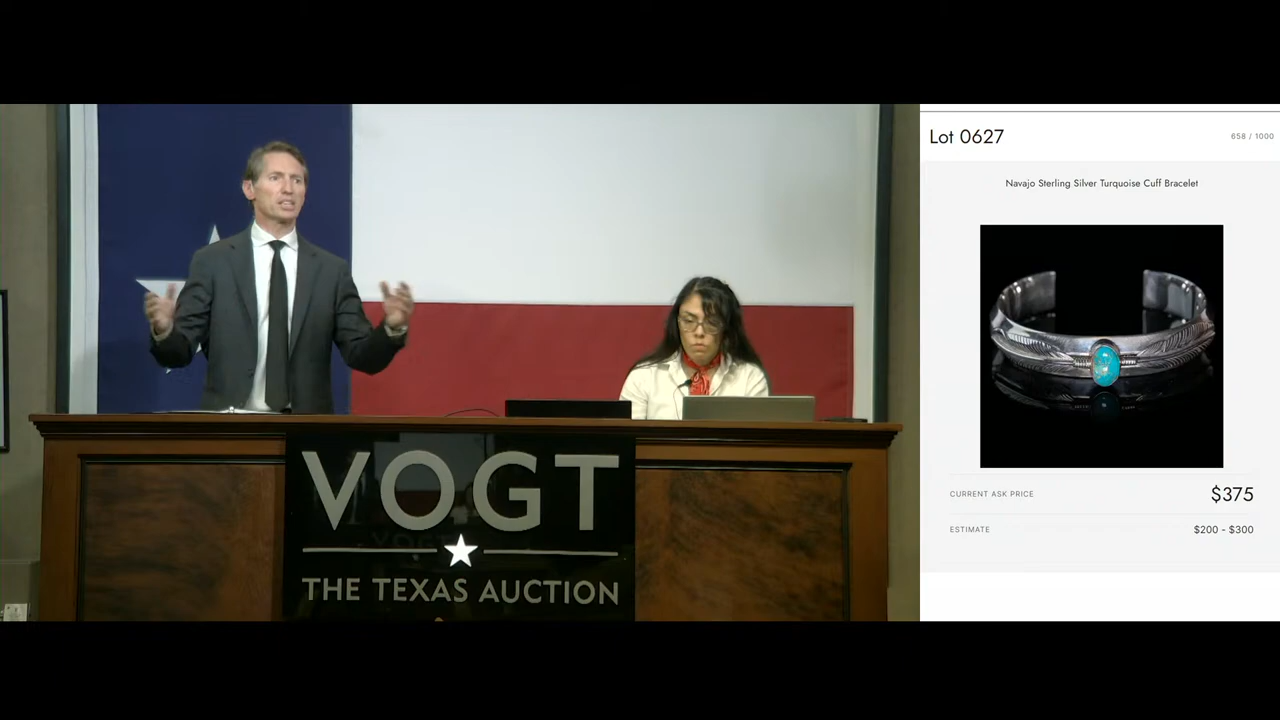 VOGT
THE TEXAS AUCTION
Lot 0627
658 / 1000
Navajo Sterling Silver Turquoise Cuff Bracelet
CURRENT ASK PRICE
$375
ESTIMATE
$200 - $300